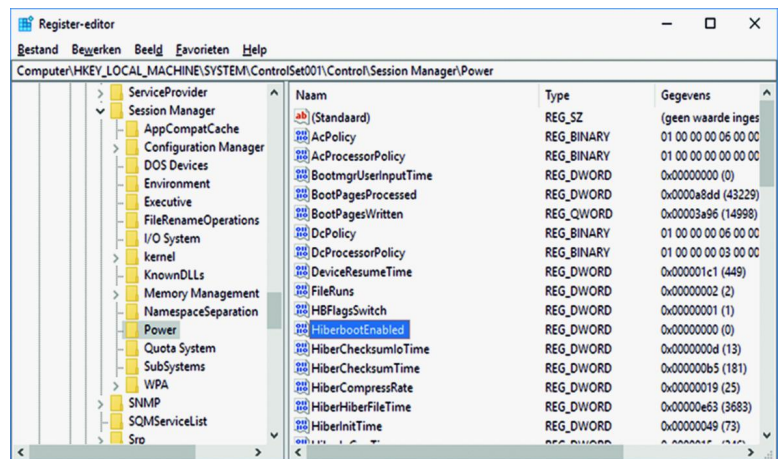 Register-editor
Bestand Bewerken Beeld Favorieten Help
Computer\HKEY_LOCAL_MACHINE\SYSTEM\ControlSet001\Control\Session Manager\Power
ServiceProvider
Session Manager
AppCompatCache
Configuration Manager
DOS Devices
Environment
Executive
FileRenameOperations
I/O System
kernel
KnownDLLs
Memory Management
NamespaceSeparation
Power
Quota System
SubSystems
WPA
SNMP
SQMServiceList
Srp
Naam Type Gegevens
(Standaard) REG_SZ (geen waarde inges
AcPolicy REG_BINARY 01 00 00 00 06 00 00
AcProcessorPolicy REG_BINARY 01 00 00 00 00 00
BootmgrUserInputTime REG_DWORD 0x00000000 (0)
BootPagesProcessed REG_DWORD 0x0000a8dd (43229)
BootPagesWritten REG_QWORD 0x00003a96 (14998)
DcPolicy REG_BINARY 01 00 00 00 06 00 00
DcProcessorPolicy REG_BINARY 01 00 00 00 03 00 00
DeviceResumeTime REG_DWORD 0x000001c1 (449)
FileRuns REG_DWORD 0x00000002 (2)
HBFlagsSwitch REG_DWORD 0x00000001 (1)
HiberbootEnabled REG_DWORD 0x00000000 (0)
HiberChecksumIoTime REG_DWORD 0x0000000d (13)
HiberChecksumTime REG_DWORD 0x000000b5 (181)
HiberCompressRate REG_DWORD 0x00000019 (25)
HiberHiberFileTime REG_DWORD 0x00000e63 (3683)
HiberInitTime REG_DWORD 0x00000049 (73)